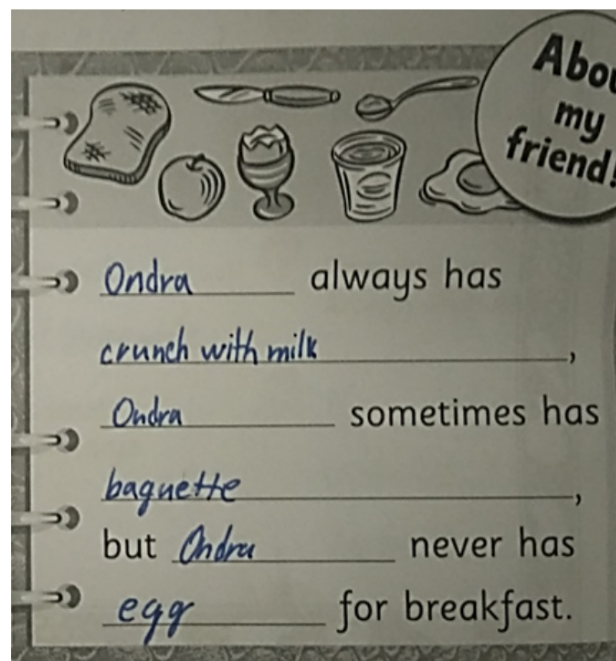 About
my
friend!
Ondra always has
crunch with milk,
Ondra sometimes has
baguette,
but Ondra never has
egg for breakfast.